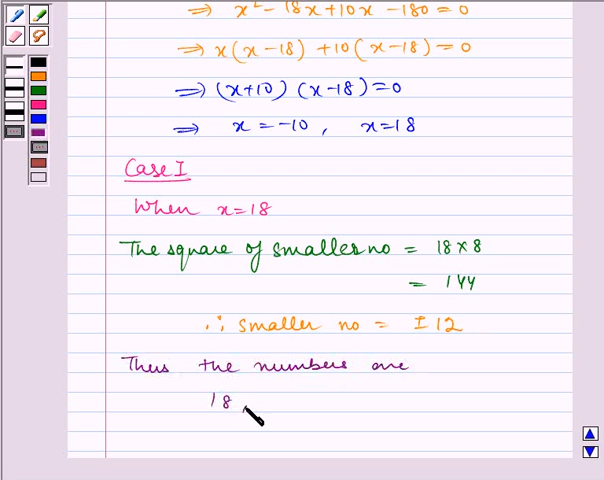 ⇒ x² - 18x + 10x - 180 = 0
⇒ x(x-18) + 10(x-18) = 0
⇒ (x+10) (x-18) = 0
⇒ x = -10 , x = 18
Case I
When x = 18
The square of smaller no = 18 × 8
= 144
∴ smaller no = ± 12
Thus the numbers are
18